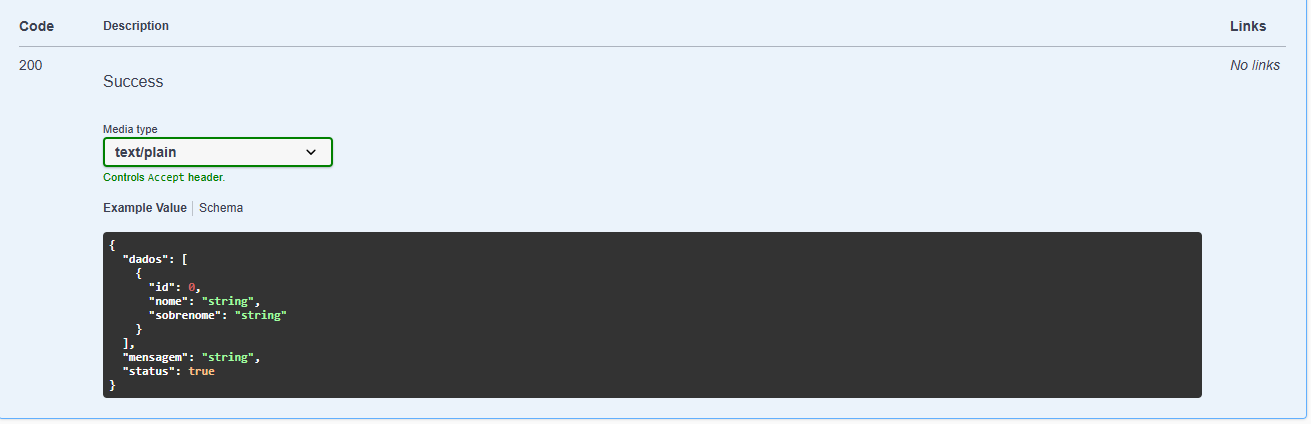 Code Description Links
200 Success No links
Media type
text/plain
Controls Accept header.
Example Value Schema
{
  "dados": [
    {
      "id": 0,
      "nome": "string",
      "sobrenome": "string"
    }
  ],
  "mensagem": "string",
  "status": true
}